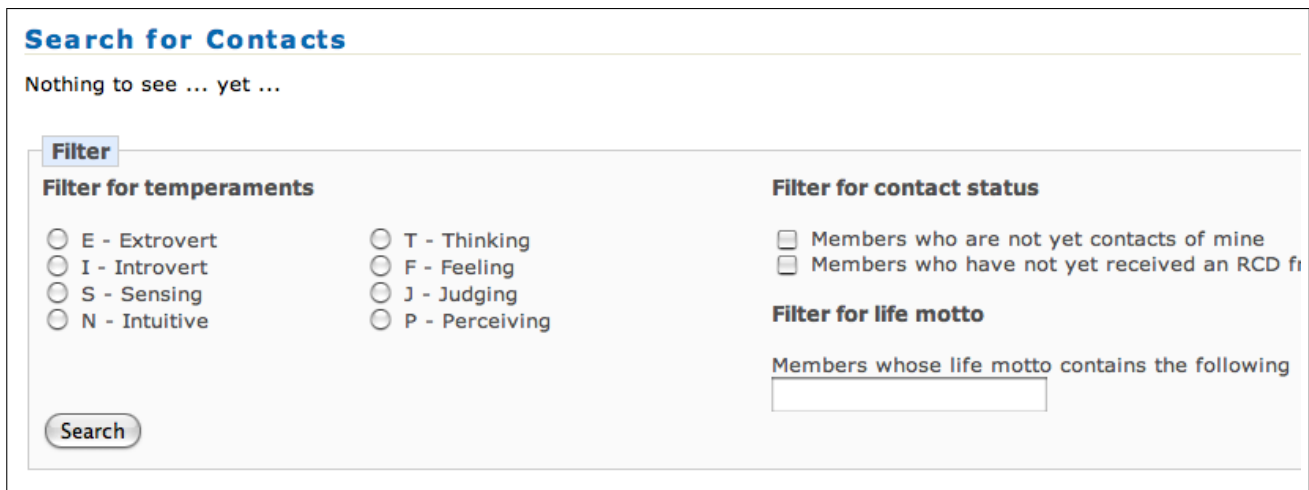 Search for Contacts
Nothing to see ... yet ...
Filter
Filter for temperaments
E - Extrovert
I - Introvert
S - Sensing
N - Intuitive
T - Thinking
F - Feeling
J - Judging
P - Perceiving
Search
Filter for contact status
Members who are not yet contacts of mine
Members who have not yet received an RCD
Filter for life motto
Members whose life motto contains the following